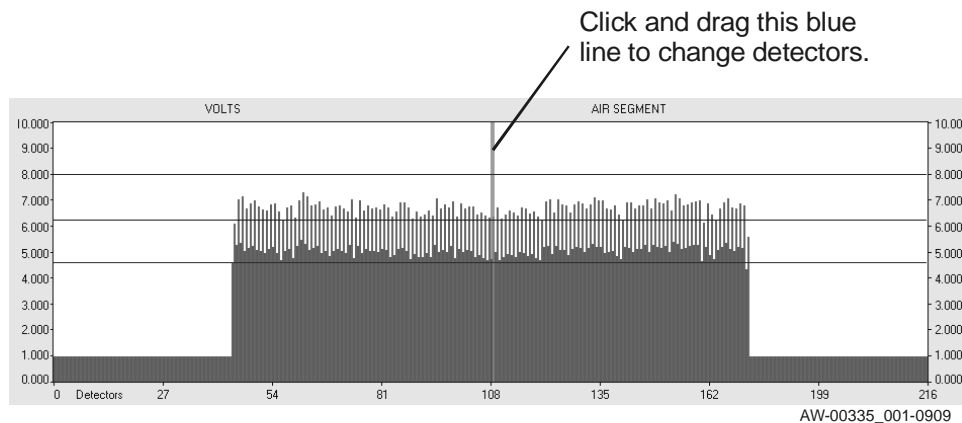 Click and drag this blue
line to change detectors.
VOLTS AIR SEGMENT
10.000 10.000
9.000 9.000
8.000 8.000
7.000 7.000
6.000 6.000
5.000 5.000
4.000 4.000
3.000 3.000
2.000 2.000
1.000 1.000
0.000 0.000
0 Detectors 27 54 81 108 135 162 199 216
AW-00335_001-0909